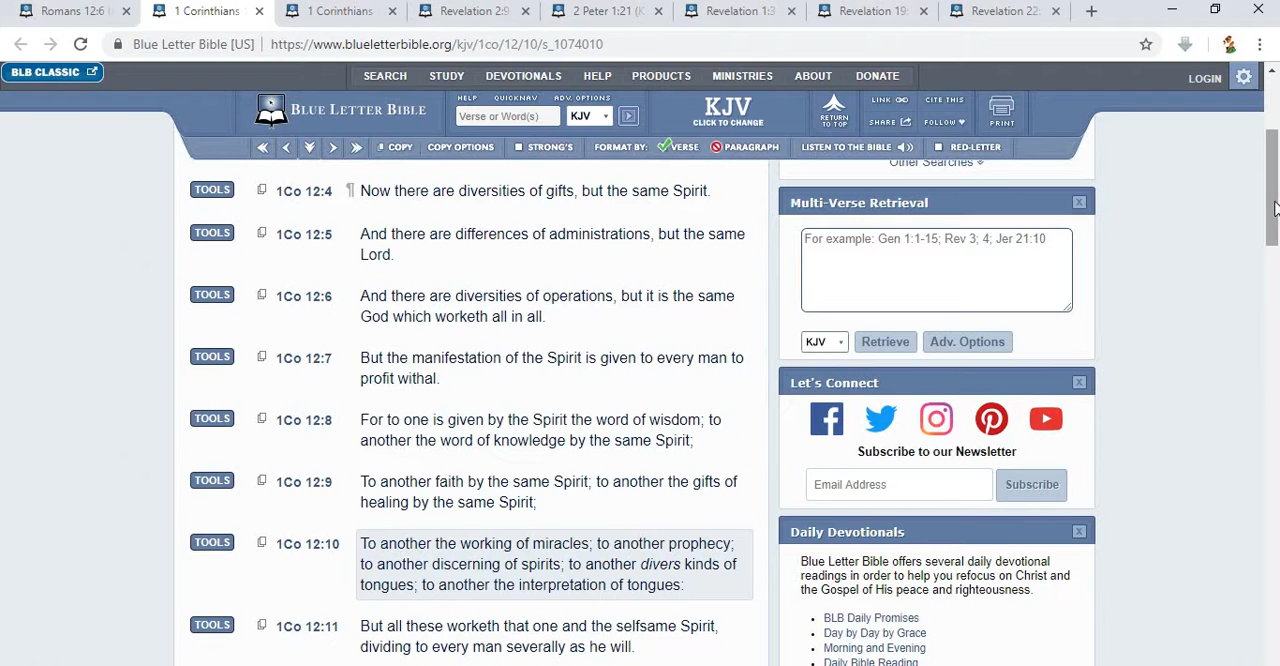 Romans 12:6
1 Corinthians
1 Corinthians
Revelation 2:9
2 Peter 1:21 (K
Revelation 1:3
Revelation 19:
Revelation 22:
Blue Letter Bible [US]
https://www.blueletterbible.org/kjv/1co/12/10/s_1074010
BLB CLASSIC
SEARCH STUDY DEVOTIONALS HELP PRODUCTS MINISTRIES ABOUT DONATE
LOGIN
BLUE LETTER BIBLE
HELP QUICKNAV ADV. OPTIONS
Verse or Word(s) KJV
KJV
CLICK TO CHANGE
RETURN
TO TOP
LINK CITE THIS
SHARE FOLLOW
PRINT
COPY COPY OPTIONS STRONG'S FORMAT BY: VERSE PARAGRAPH LISTEN TO THE BIBLE RED-LETTER
TOOLS 1Co 12:4 ¶ Now there are diversities of gifts, but the same Spirit.
TOOLS 1Co 12:5 And there are differences of administrations, but the same
Lord.
TOOLS 1Co 12:6 And there are diversities of operations, but it is the same
God which worketh all in all.
TOOLS 1Co 12:7 But the manifestation of the Spirit is given to every man to
profit withal.
TOOLS 1Co 12:8 For to one is given by the Spirit the word of wisdom; to
another the word of knowledge by the same Spirit;
TOOLS 1Co 12:9 To another faith by the same Spirit; to another the gifts of
healing by the same Spirit;
TOOLS 1Co 12:10 To another the working of miracles; to another prophecy;
to another discerning of spirits; to another divers kinds of
tongues; to another the interpretation of tongues:
TOOLS 1Co 12:11 But all these worketh that one and the selfsame Spirit,
dividing to every man severally as he will.
Other Searches
Multi-Verse Retrieval
For example: Gen 1:1-15; Rev 3; 4; Jer 21:10
KJV Retrieve Adv. Options
Let's Connect
Subscribe to our Newsletter
Email Address Subscribe
Daily Devotionals
Blue Letter Bible offers several daily devotional
readings in order to help you refocus on Christ and
the Gospel of His peace and righteousness.
BLB Daily Promises
Day by Day by Grace
Morning and Evening
Daily Bible Reading